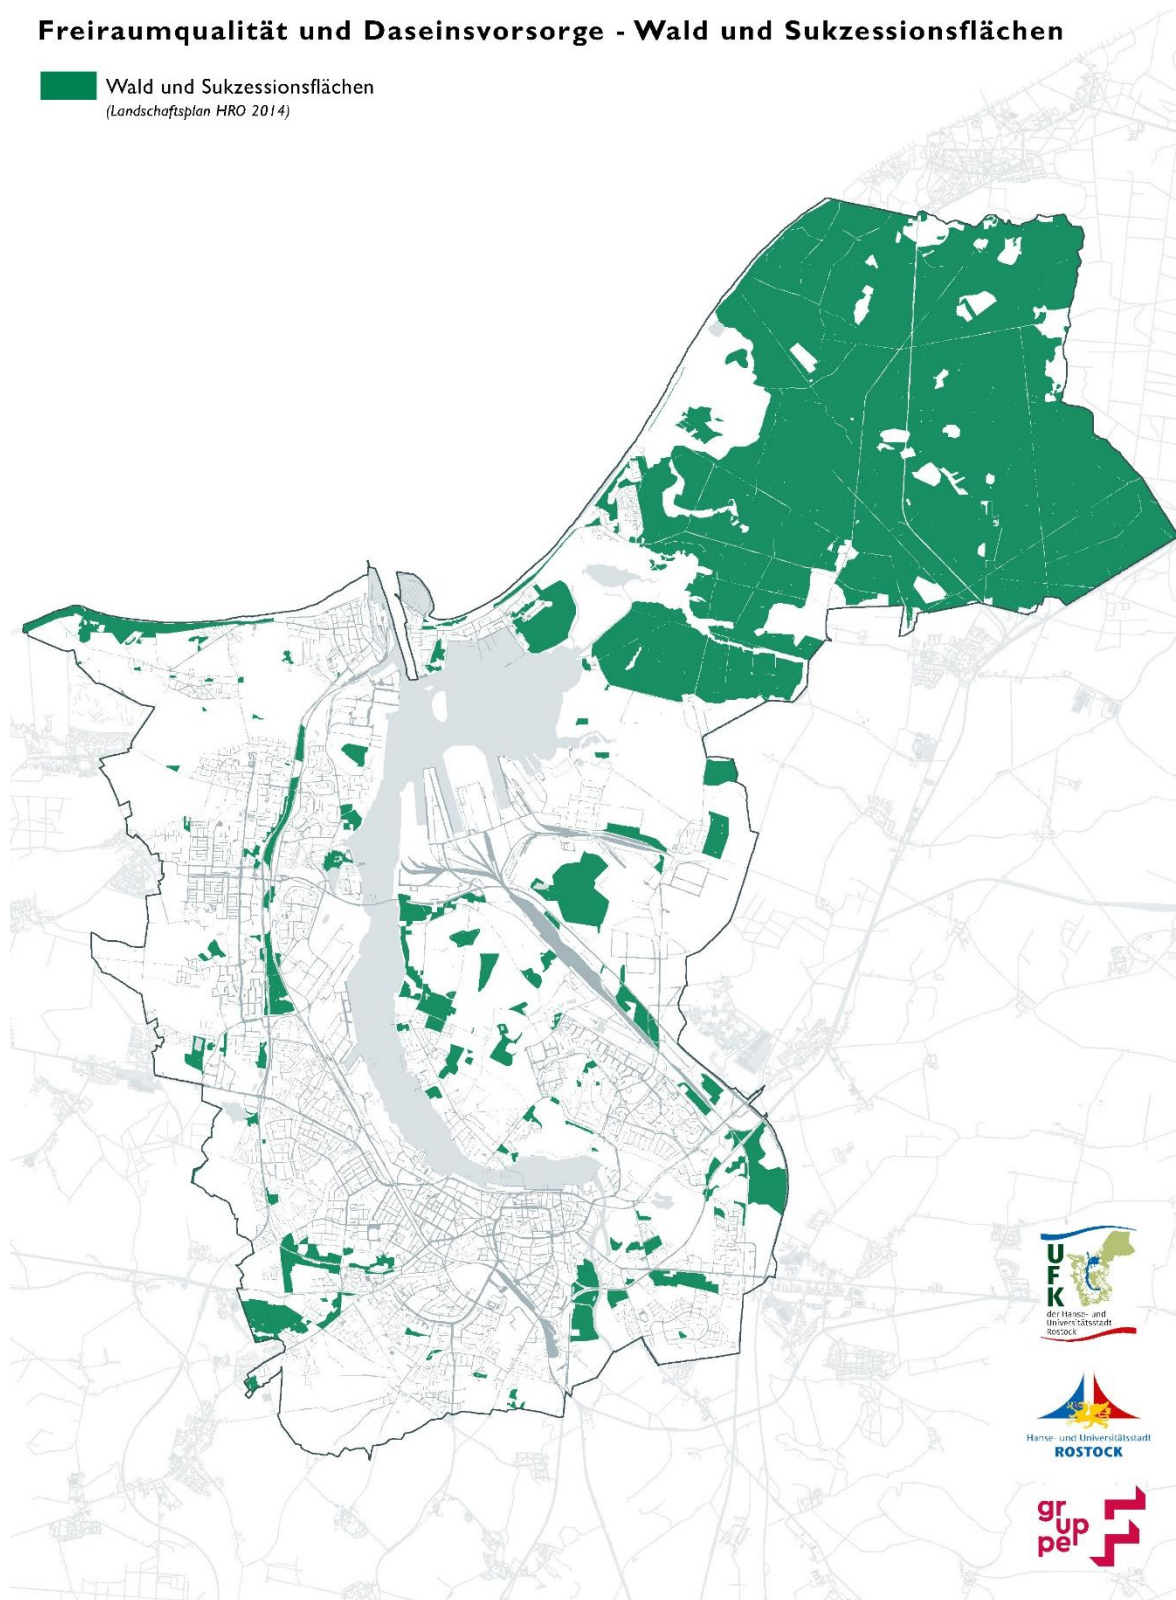 Freiraumqualität und Daseinsvorsorge - Wald und Sukzessionsflächen
Wald und Sukzessionsflächen
(Landschaftsplan HRO 2014)
UFK
der Hanse- und
Universitätsstadt
Rostock
Hanse- und Universitätsstadt
ROSTOCK
gr
up
pe
F